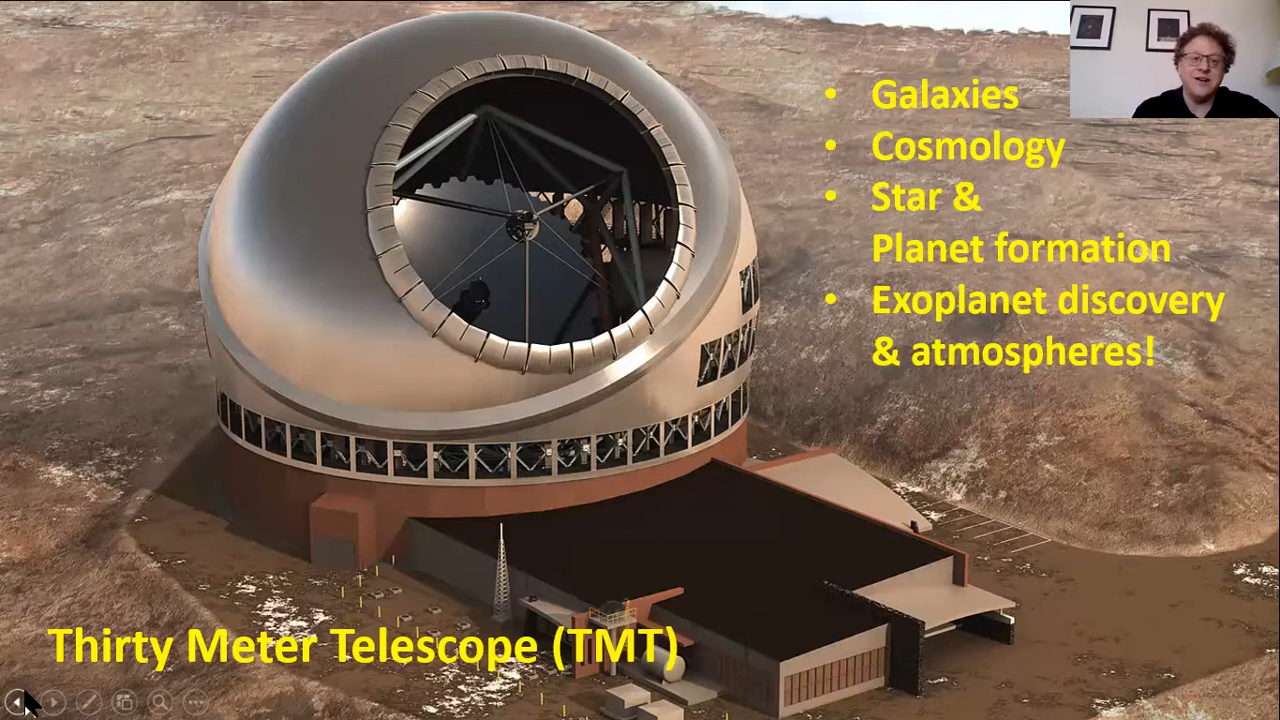 • Galaxies
• Cosmology
• Star &
Planet formation
• Exoplanet discovery
& atmospheres!
Thirty Meter Telescope (TMT)